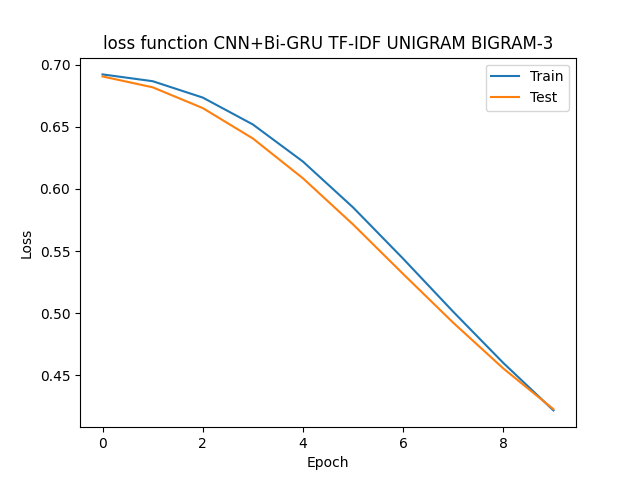 loss function CNN+Bi-GRU TF-IDF UNIGRAM BIGRAM-3
Train
Test
Loss
0.70
0.65
0.60
0.55
0.50
0.45
0 2 4 6 8
Epoch